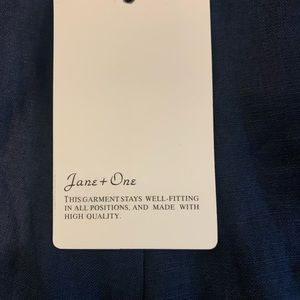 Jane + One
THIS GARMENT STAYS WELL-FITTING
IN ALL POSITIONS, AND MADE WITH
HIGH QUALITY.